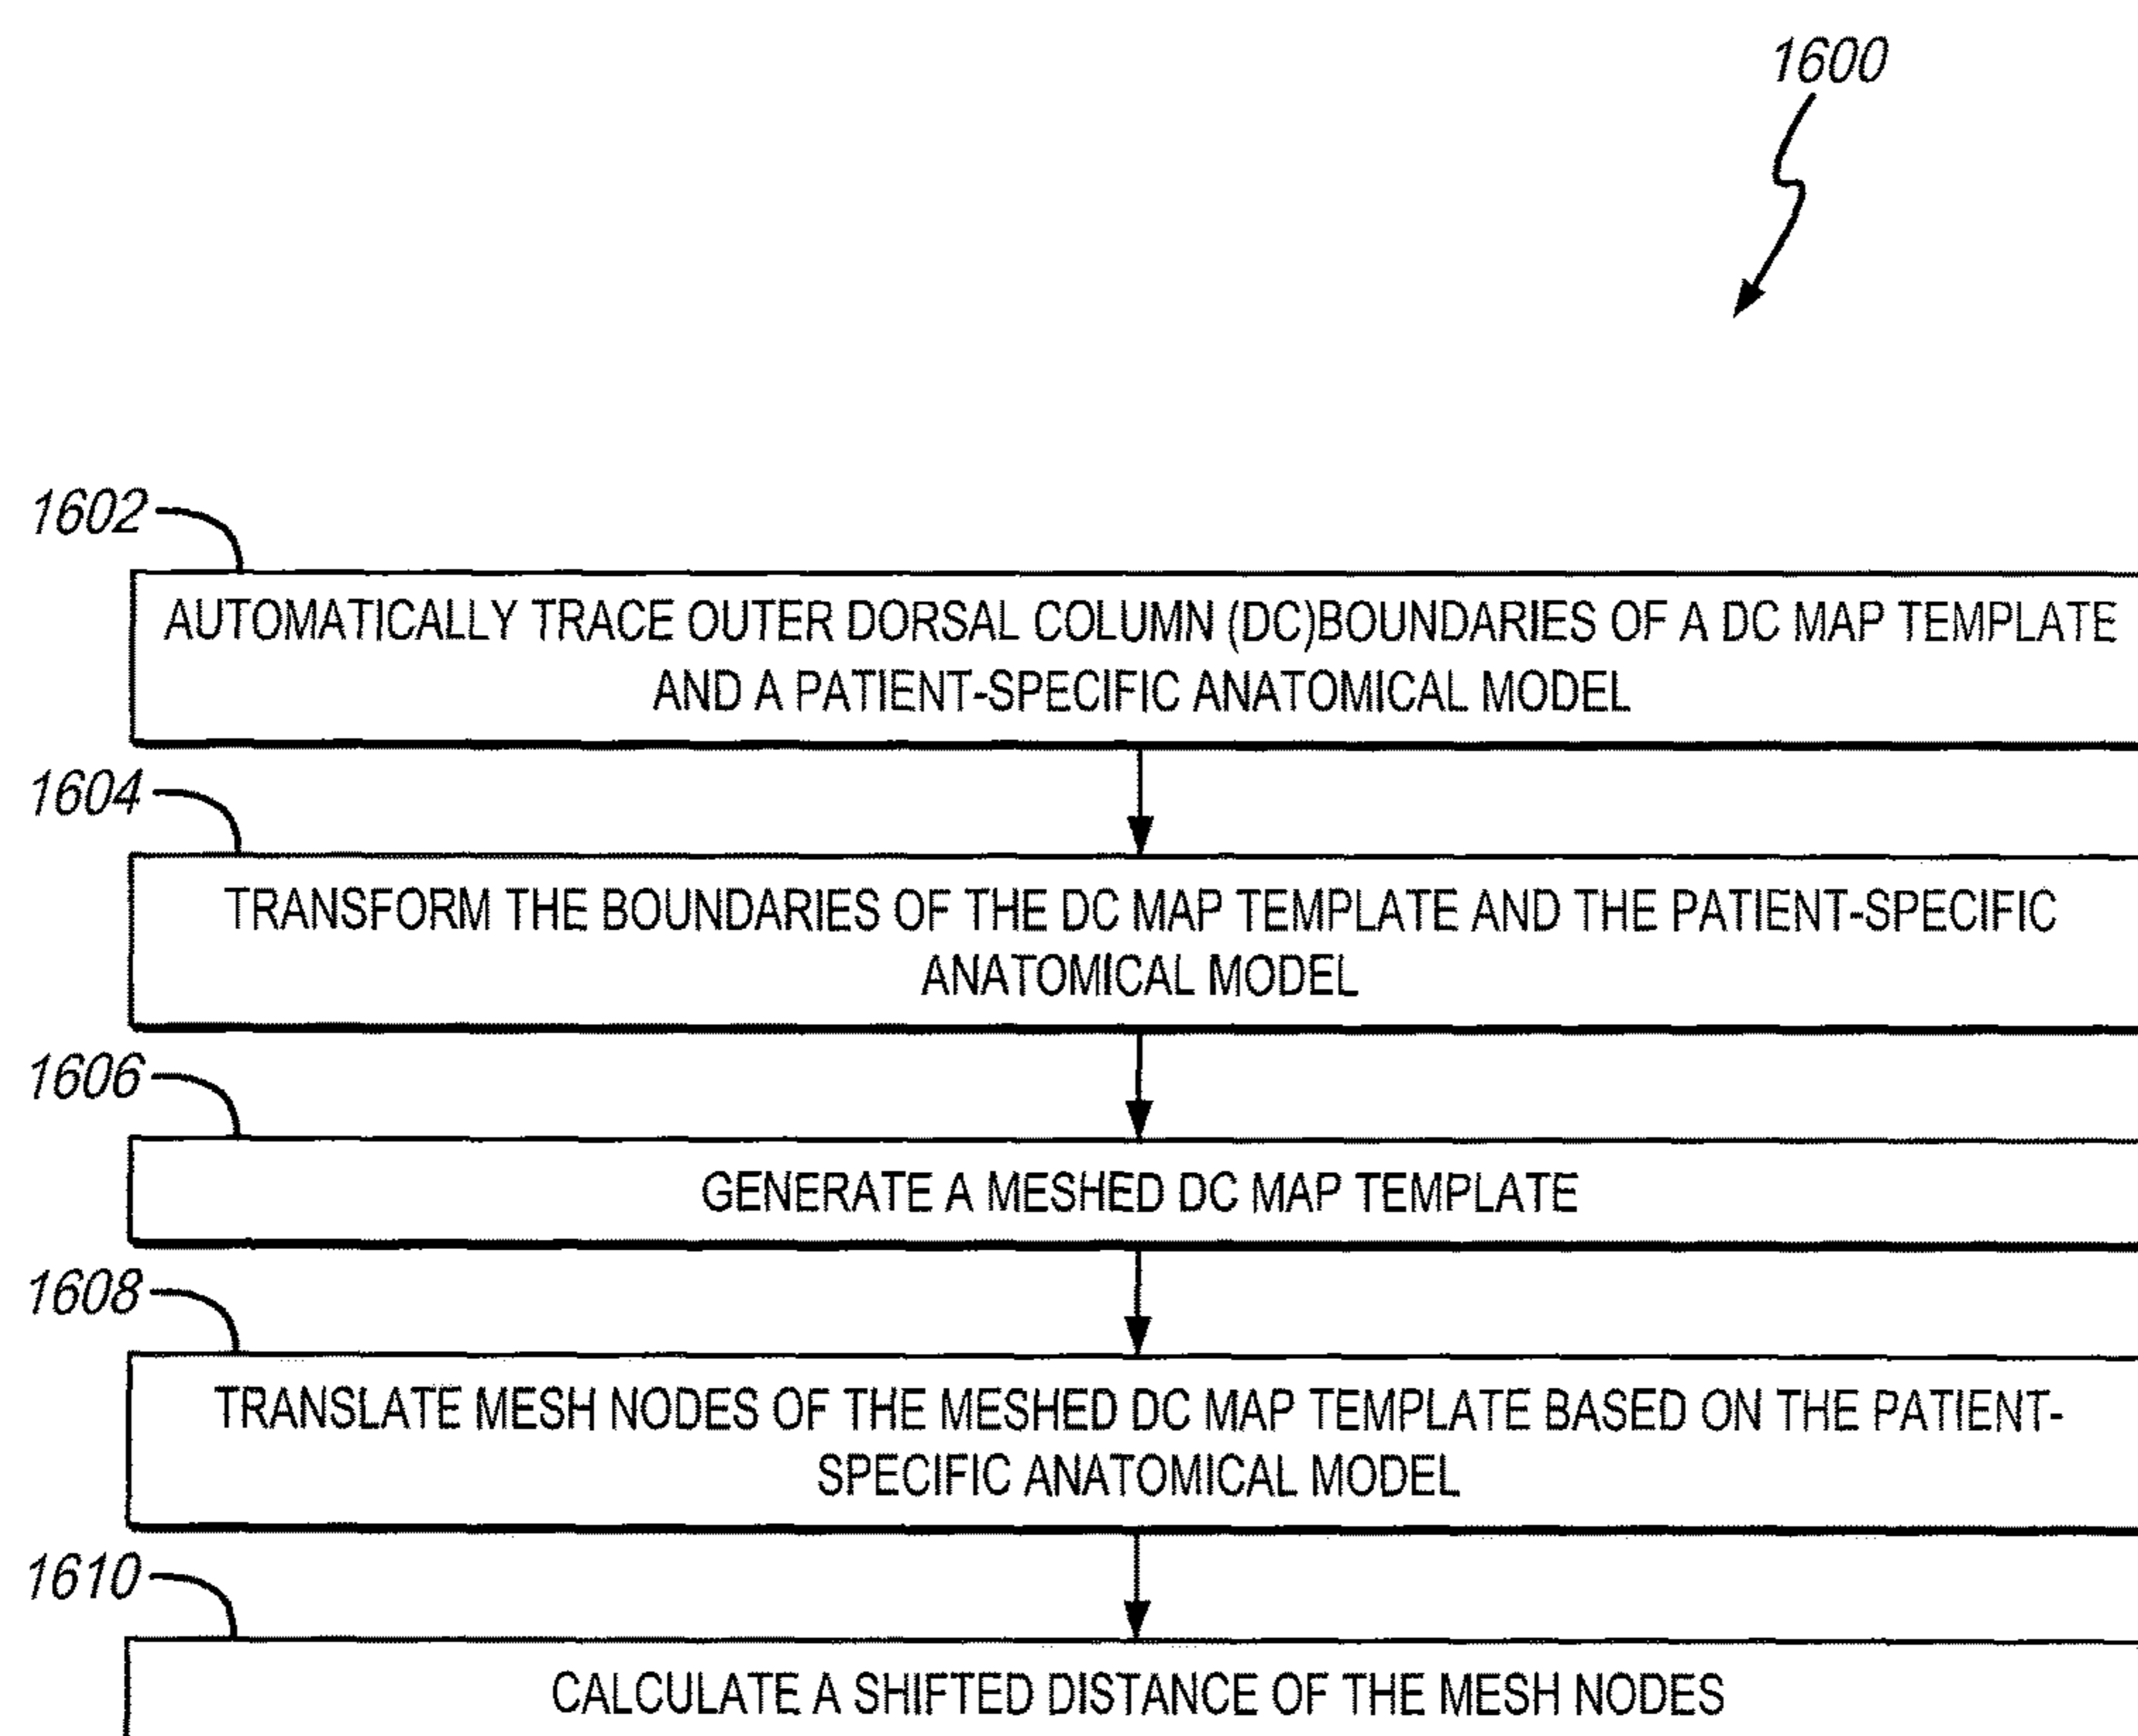 1600
1602
AUTOMATICALLY TRACE OUTER DORSAL COLUMN (DC)BOUNDARIES OF A DC MAP TEMPLATE
AND A PATIENT-SPECIFIC ANATOMICAL MODEL
1604
TRANSFORM THE BOUNDARIES OF THE DC MAP TEMPLATE AND THE PATIENT-SPECIFIC
ANATOMICAL MODEL
1606
GENERATE A MESHED DC MAP TEMPLATE
1608
TRANSLATE MESH NODES OF THE MESHED DC MAP TEMPLATE BASED ON THE PATIENT-
SPECIFIC ANATOMICAL MODEL
1610
CALCULATE A SHIFTED DISTANCE OF THE MESH NODES